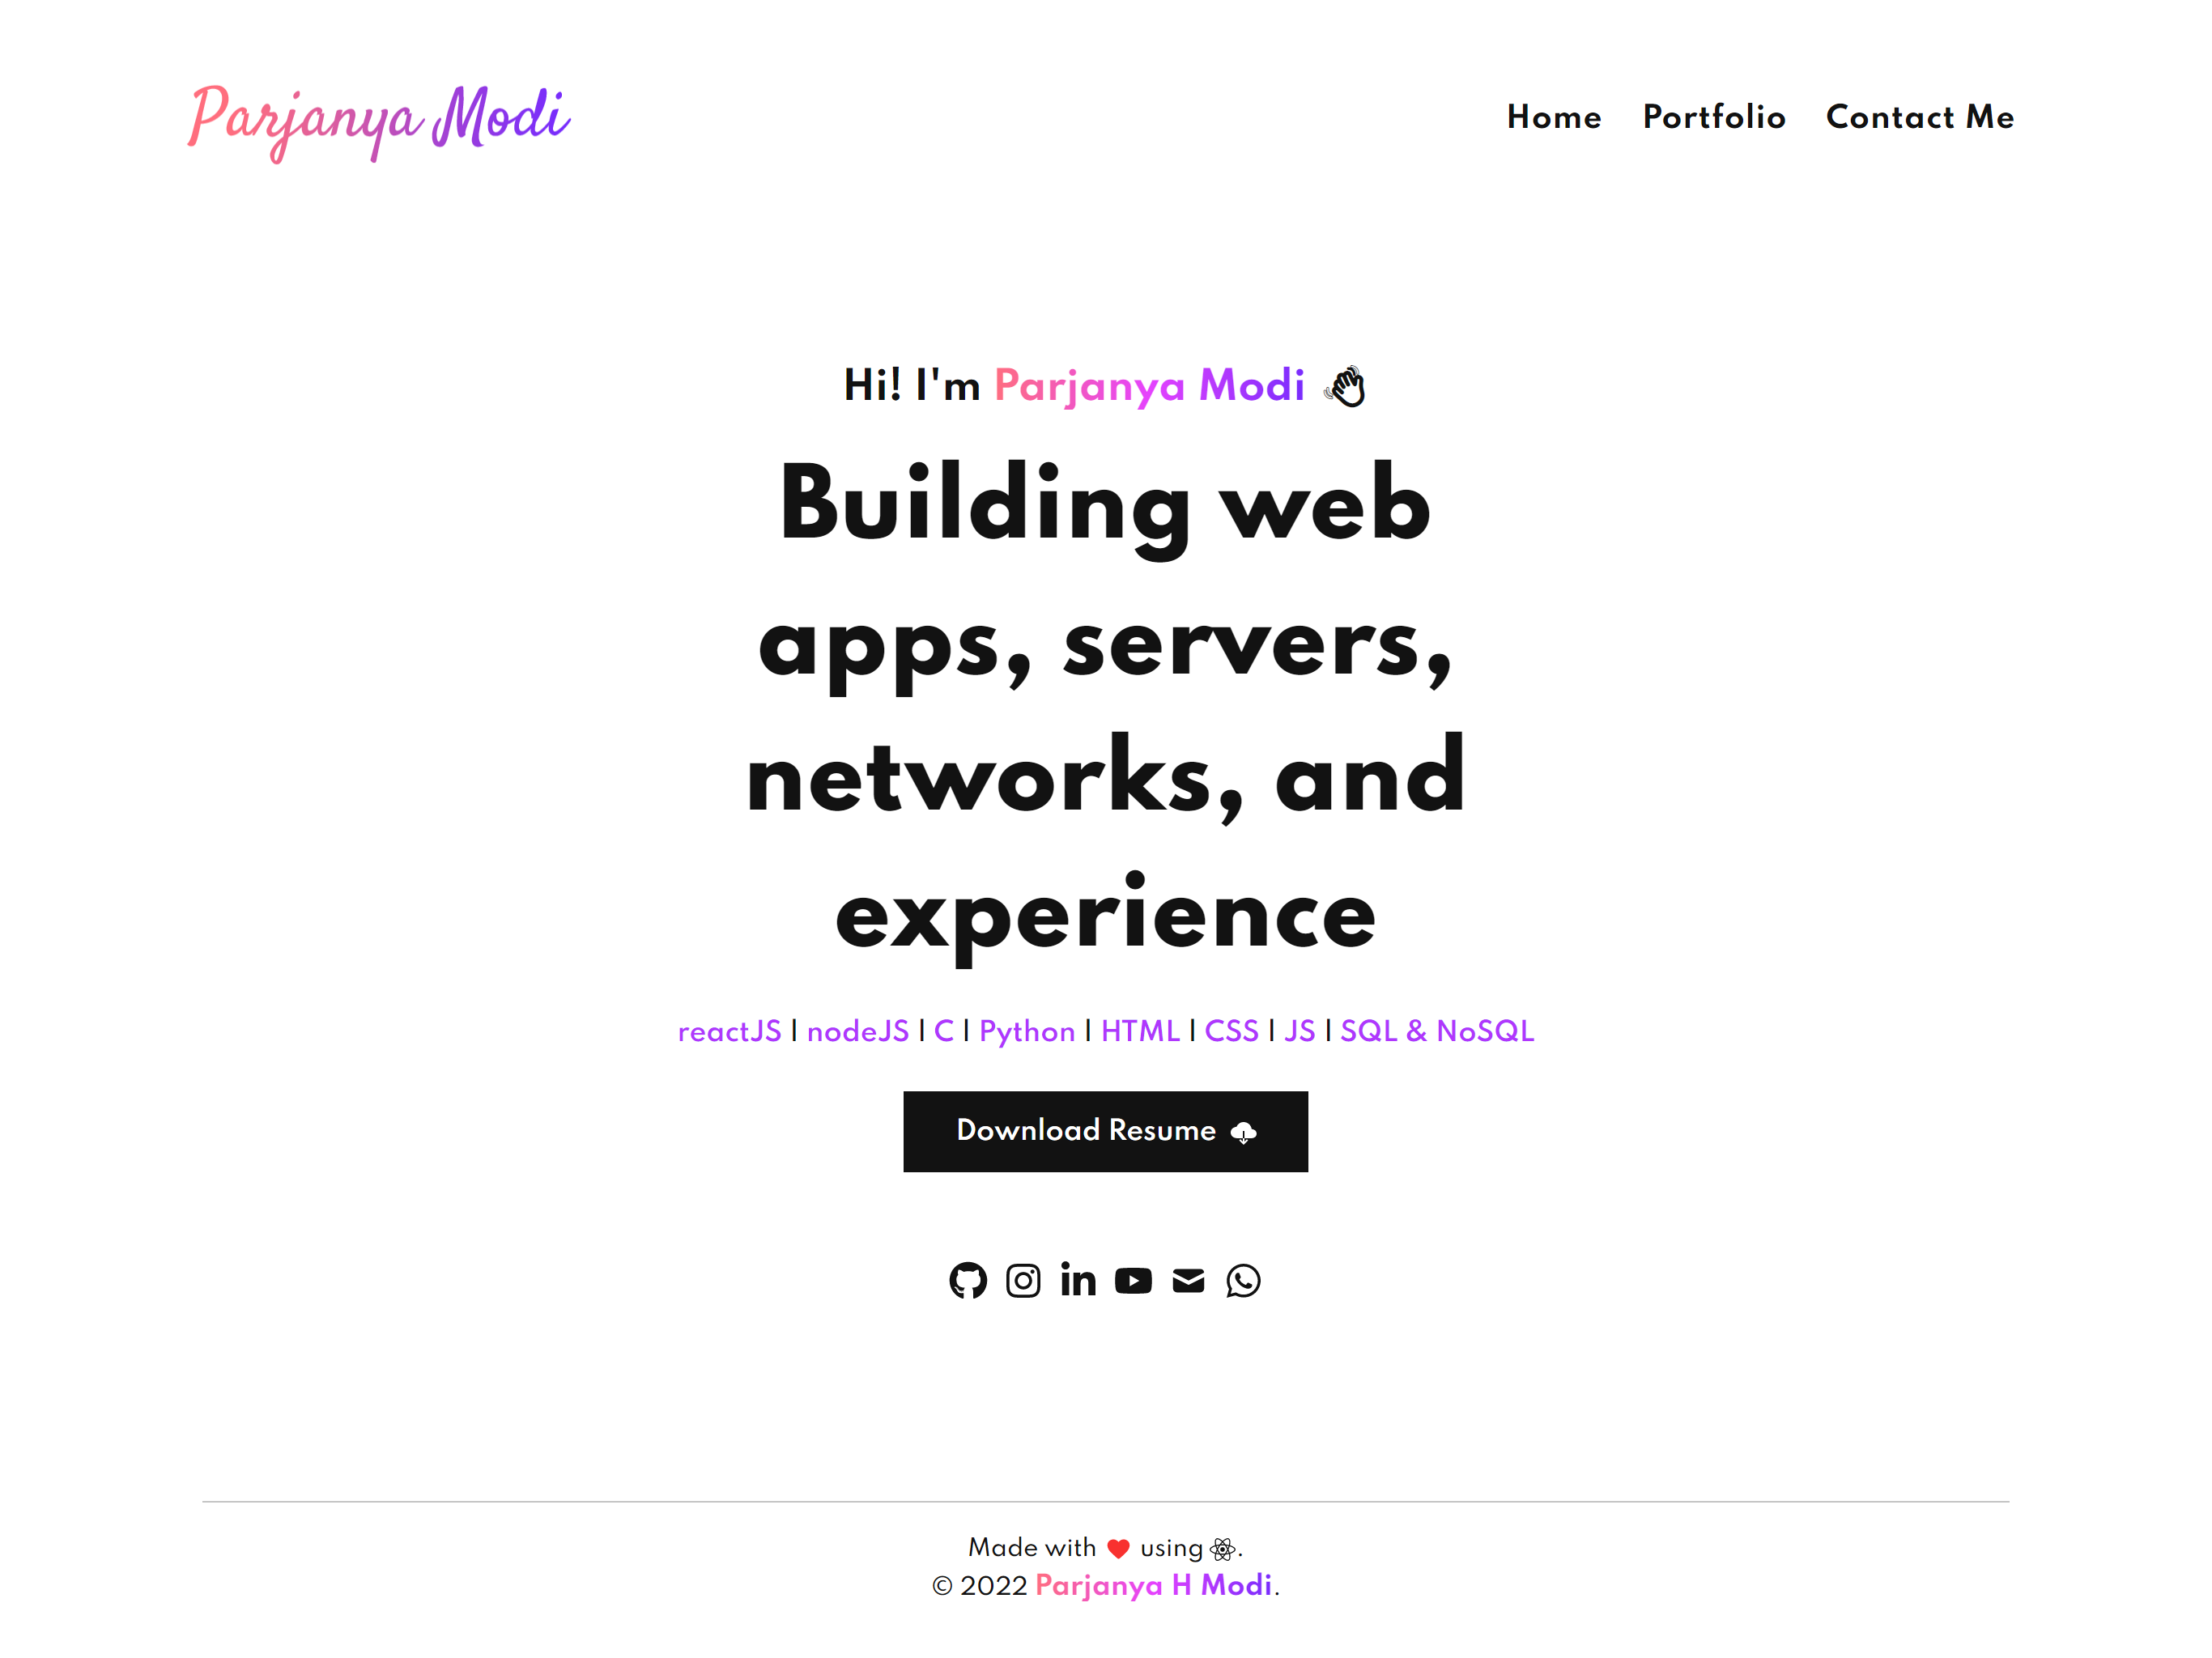 Parjanya Modi
Home Portfolio Contact Me
Hi! I'm Parjanya Modi
Building web
apps, servers,
networks, and
experience
reactJS | nodeJS | C | Python | HTML | CSS | JS | SQL & NoSQL
Download Resume
Made with ❤ using ⚛.
© 2022 Parjanya H Modi.